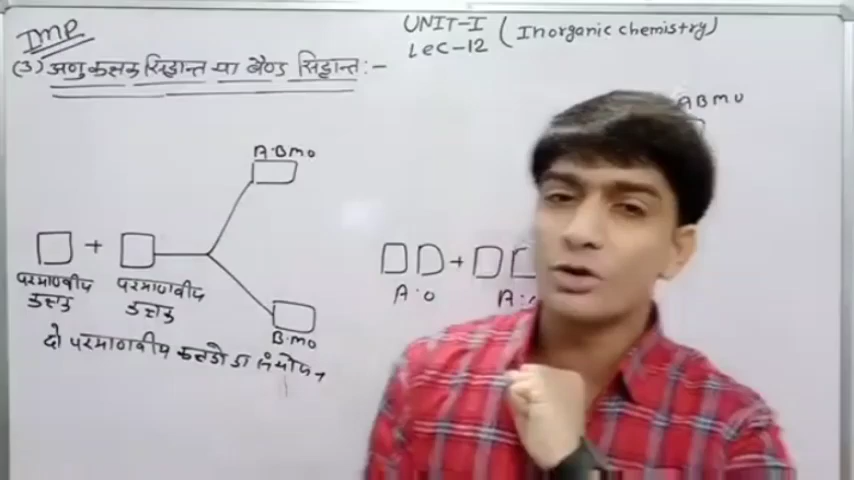 IMP
UNIT-I (Inorganic chemistry)
LeC-12
(3) अणु कक्षक सिद्धान्त या बैण्ड सिद्धान्त :-
A·BMO
ABMO
+
+
परमाणवीय
कक्षक
परमाणवीय
कक्षक
A·O
A·
B·MO
दो परमाणवीय कक्षकों का संयोजन